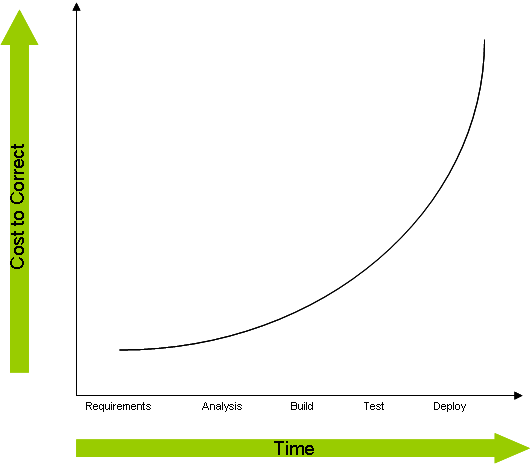 Cost to Correct
Requirements Analysis Build Test Deploy
Time